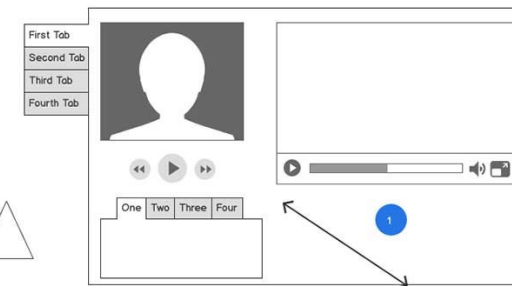 First Tab
Second Tab
Third Tab
Fourth Tab
One Two Three Four
1